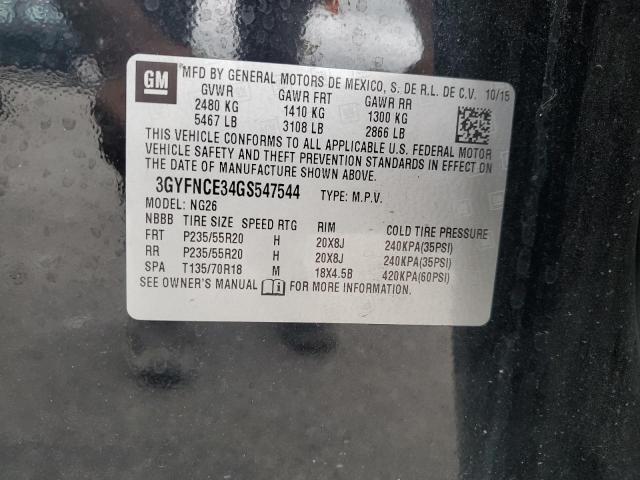 GM MFD BY GENERAL MOTORS DE MEXICO, S. DE R.L. DE C.V. 10/15
GVWR GAWR FRT GAWR RR
2480 KG 1410 KG 1300 KG
5467 LB 3108 LB 2866 LB
THIS VEHICLE CONFORMS TO ALL APPLICABLE U.S. FEDERAL MOTOR
VEHICLE SAFETY AND THEFT PREVENTION STANDARDS IN EFFECT ON
THE DATE OF MANUFACTURE SHOWN ABOVE.
3GYFNCE34GS547544 TYPE: M.P.V.
MODEL: NG26
NBBB TIRE SIZE SPEED RTG RIM COLD TIRE PRESSURE
FRT P235/55R20 H 20X8J 240KPA(35PSI)
RR P235/55R20 H 20X8J 240KPA(35PSI)
SPA T135/70R18 M 18X4.5B 420KPA(60PSI)
SEE OWNER'S MANUAL FOR MORE INFORMATION.